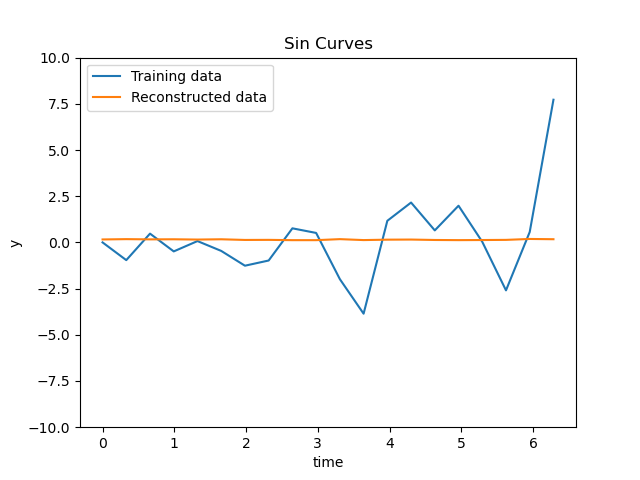 Sin Curves
Training data
Reconstructed data
10.0
7.5
5.0
2.5
0.0
−2.5
−5.0
−7.5
−10.0
y
0 1 2 3 4 5 6
time